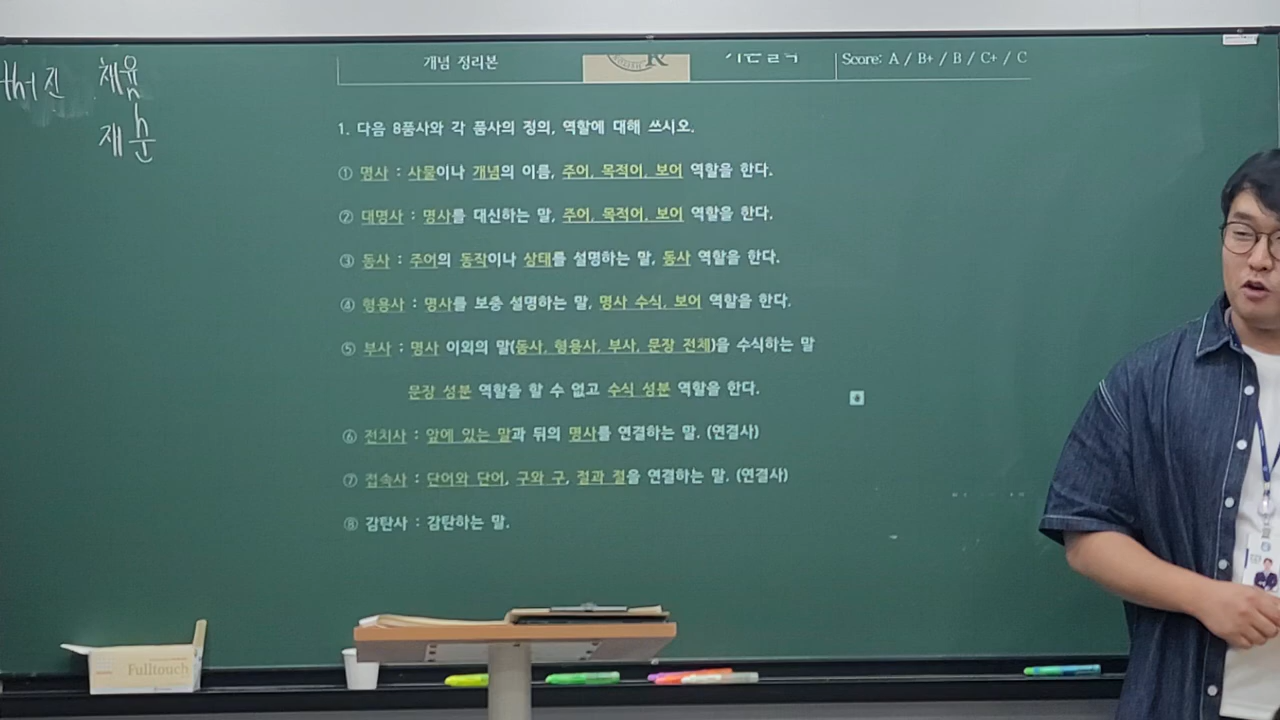 개념 정리본
Score: A / B+ / B / C+ / C
채윤
1. 다음 8품사와 각 품사의 정의, 역할에 대해 쓰시오.
① 명사 : 사물이나 개념의 이름, 주어, 목적어, 보어 역할을 한다.
② 대명사 : 명사를 대신하는 말, 주어, 목적어, 보어 역할을 한다.
③ 동사 : 주어의 동작이나 상태를 설명하는 말, 동사 역할을 한다.
④ 형용사 : 명사를 보충 설명하는 말, 명사 수식, 보어 역할을 한다.
⑤ 부사 : 명사 이외의 말(동사, 형용사, 부사, 문장 전체)을 수식하는 말
문장 성분 역할을 할 수 없고 수식 성분 역할을 한다.
⑥ 전치사 : 앞에 있는 말과 뒤의 명사를 연결하는 말. (연결사)
⑦ 접속사 : 단어와 단어, 구와 구, 절과 절을 연결하는 말. (연결사)
⑧ 감탄사 : 감탄하는 말.
Fulltouch